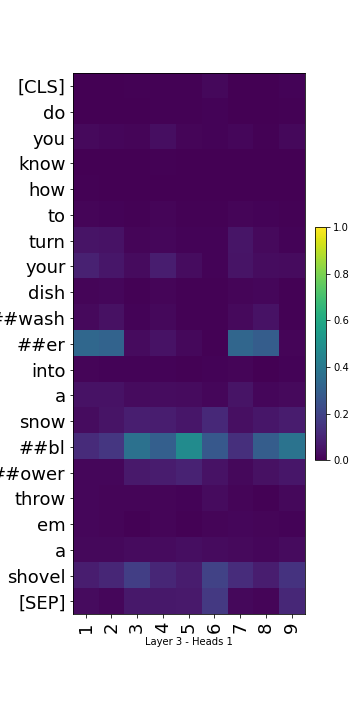 [CLS]
do
you
know
how
to
turn
your
dish
##wash
##er
into
a
snow
##bl
##ower
throw
em
a
shovel
[SEP]
1 2 3 4 5 6 7 8 9
Layer 3 - Heads 1
1.0
0.8
0.6
0.4
0.2
0.0